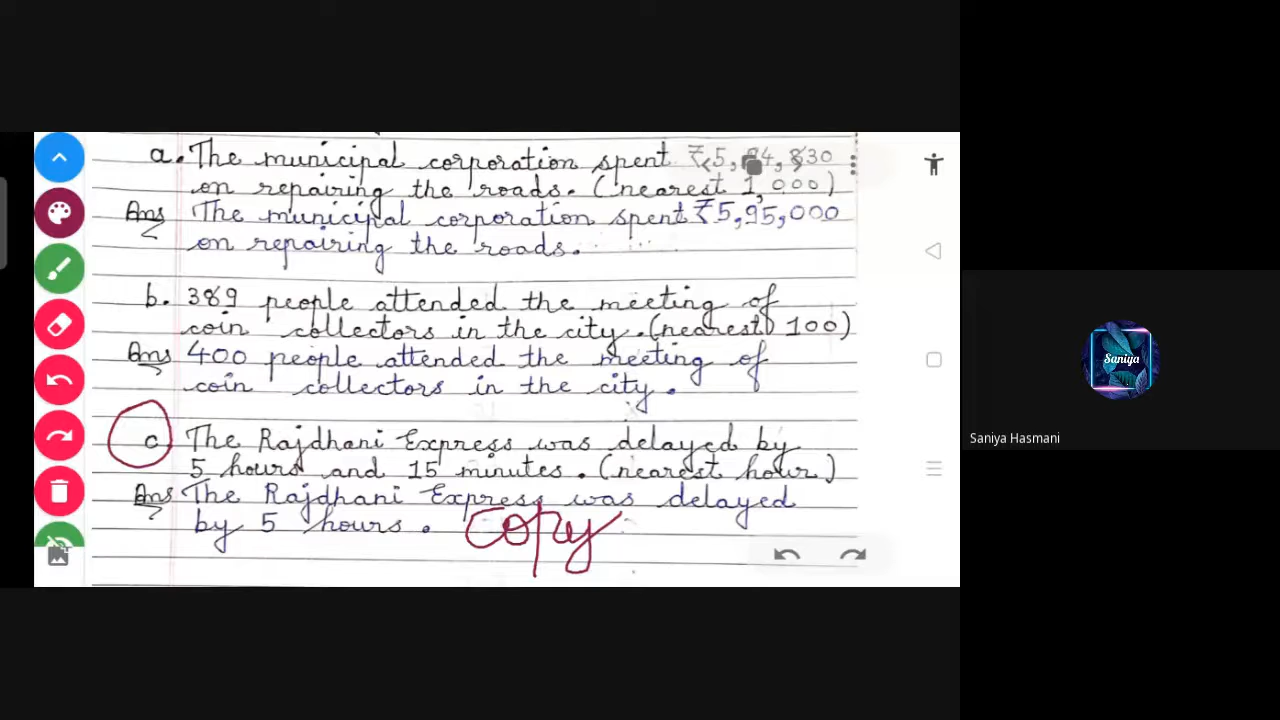 a. The municipal corporation spent ₹5,94,830
on repairing the roads. (nearest 1,000)
Ans The municipal corporation spent ₹5,95,000
on repairing the roads.
b. 389 people attended the meeting of
coin collectors in the city. (nearest 100)
Ans 400 people attended the meeting of
coin collectors in the city.
c The Rajdhani Express was delayed by
5 hours and 15 minutes. (nearest hour)
Ans The Rajdhani Express was delayed
by 5 hours.
Copy
Saniya
Saniya Hasmani